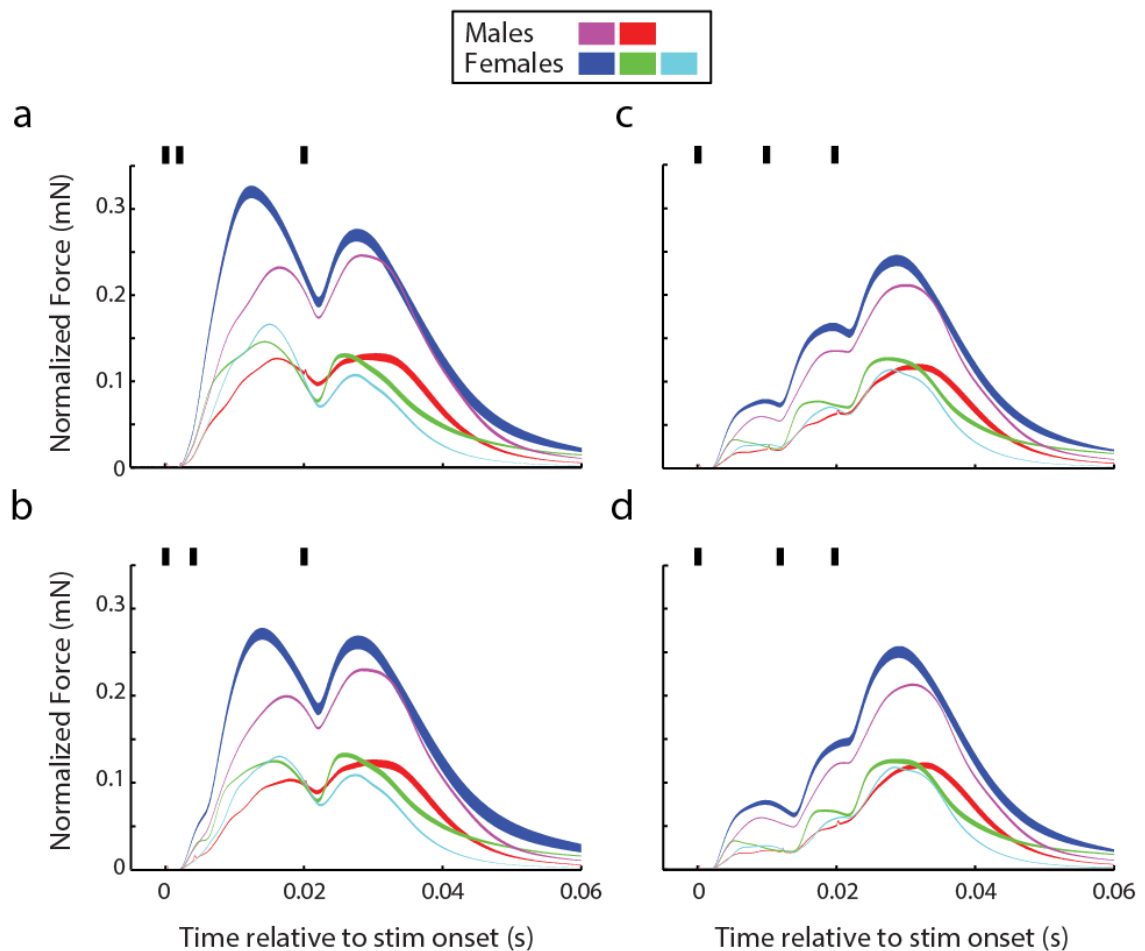 Males
Females
a
Normalized Force (mN)
0.3
0.2
0.1
0
c
b
Normalized Force (mN)
0.3
0.2
0.1
0
0 0.02 0.04 0.06
Time relative to stim onset (s)
d
0 0.02 0.04 0.06
Time relative to stim onset (s)